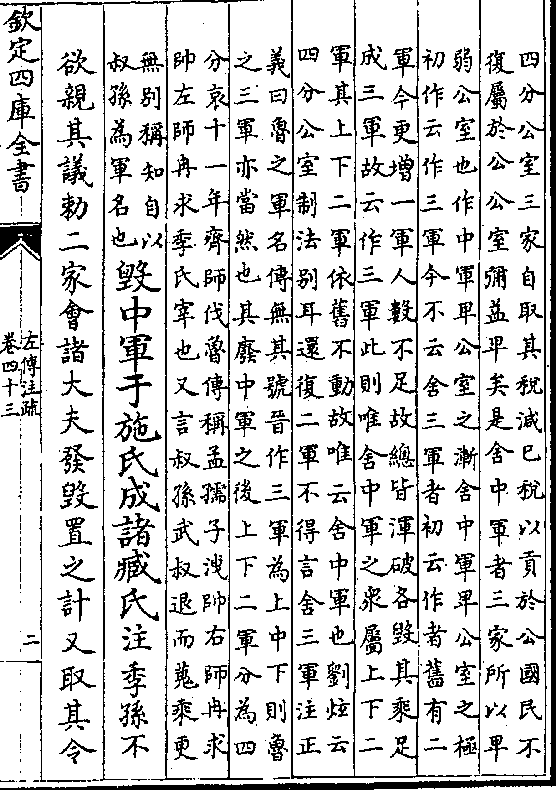 四分公室三家自取其税減已税以貢於公國民不
復屬於公公室彌益卑矣是舍中軍者三家所以卑
弱公室也作中軍卑公室之漸舍中軍卑公室之極
初作云作三軍今不云舍三軍者初云作者舊有二
軍今更增一軍人數不足故總皆渾破各毁其乘足
成三軍故云作三軍此則唯舍中軍之衆屬上下二
軍其上下二軍依舊不動故唯云舍中軍也劉炫云
四分公室制法别耳還復二軍不得言舍三軍注正
義曰魯之軍名傳無其號晉作三軍為上中下則魯
之三軍亦當然也其廢中軍之後上下二軍分為四
分哀十一年齊師伐魯傳稱孟孺子洩帥右師冉求
帥左師冉求季氏宰也又言叔孫武叔退而蒐乘更
無别稱知自以
叔孫為軍名也
毁中軍于施氏成諸臧氏注季孫不
欲親其議勅二家會諸大夫發毁置之計又取其令
欽定四庫全書
左傳注疏
卷四十三
二